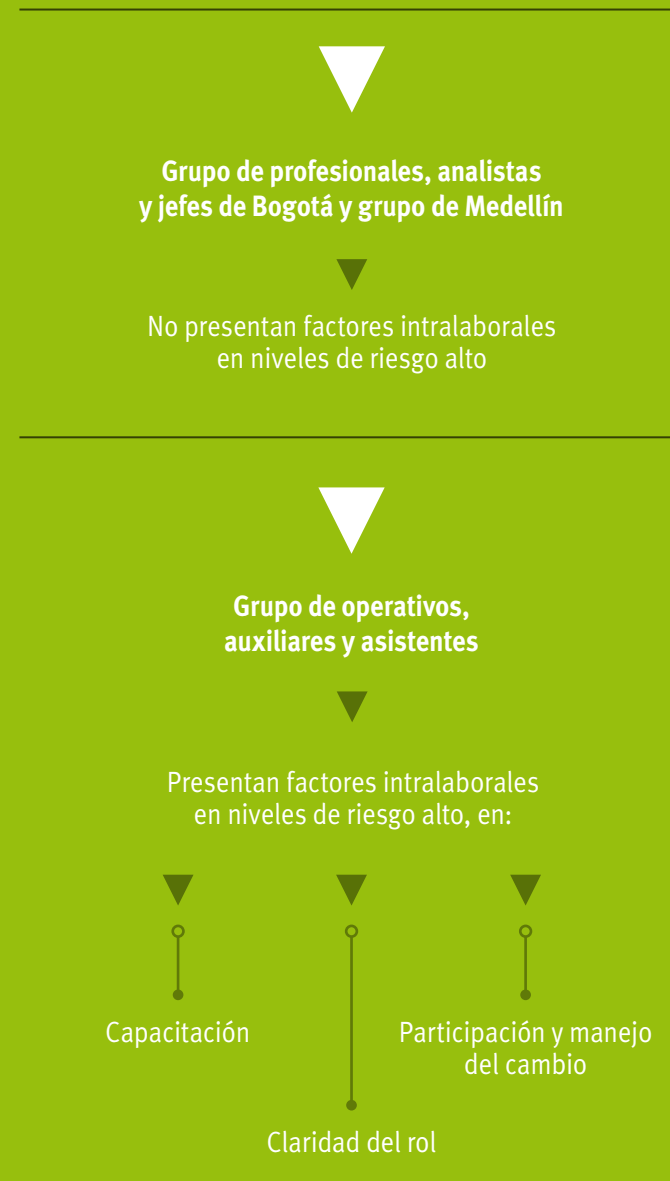 Grupo de profesionales, analistas
y jefes de Bogotá y grupo de Medellín
No presentan factores intralaborales
en niveles de riesgo alto
Grupo de operativos,
auxiliares y asistentes
Presentan factores intralaborales
en niveles de riesgo alto, en:
Capacitación
Claridad del rol
Participación y manejo
del cambio